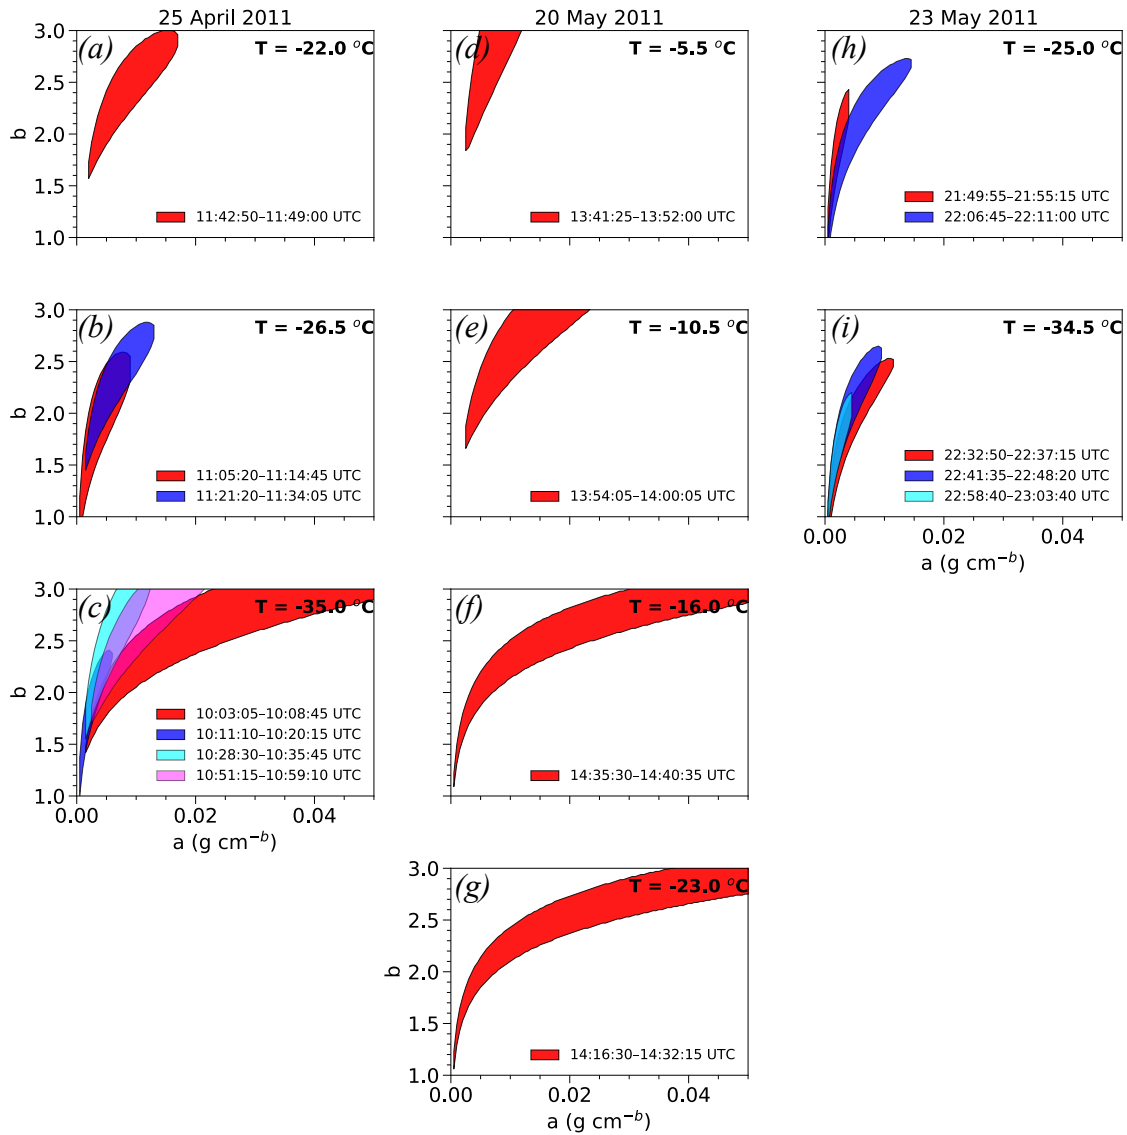 25 April 2011
20 May 2011
23 May 2011
(a)
T = -22.0 °C
3.0
2.5
2.0
1.5
1.0
b
11:42:50–11:49:00 UTC
(d)
T = -5.5 °C
13:41:25–13:52:00 UTC
(h)
T = -25.0 °C
21:49:55–21:55:15 UTC
22:06:45–22:11:00 UTC
(b)
T = -26.5 °C
3.0
2.5
2.0
1.5
1.0
b
11:05:20–11:14:45 UTC
11:21:20–11:34:05 UTC
(e)
T = -10.5 °C
13:54:05–14:00:05 UTC
(i)
T = -34.5 °C
22:32:50–22:37:15 UTC
22:41:35–22:48:20 UTC
22:58:40–23:03:40 UTC
0.00
0.02
0.04
a (g cm⁻ᵇ)
(c)
T = -35.0 °C
3.0
2.5
2.0
1.5
1.0
b
10:03:05–10:08:45 UTC
10:11:10–10:20:15 UTC
10:28:30–10:35:45 UTC
10:51:15–10:59:10 UTC
0.00
0.02
0.04
a (g cm⁻ᵇ)
(f)
T = -16.0 °C
14:35:30–14:40:35 UTC
(g)
T = -23.0 °C
3.0
2.5
2.0
1.5
1.0
b
14:16:30–14:32:15 UTC
0.00
0.02
0.04
a (g cm⁻ᵇ)